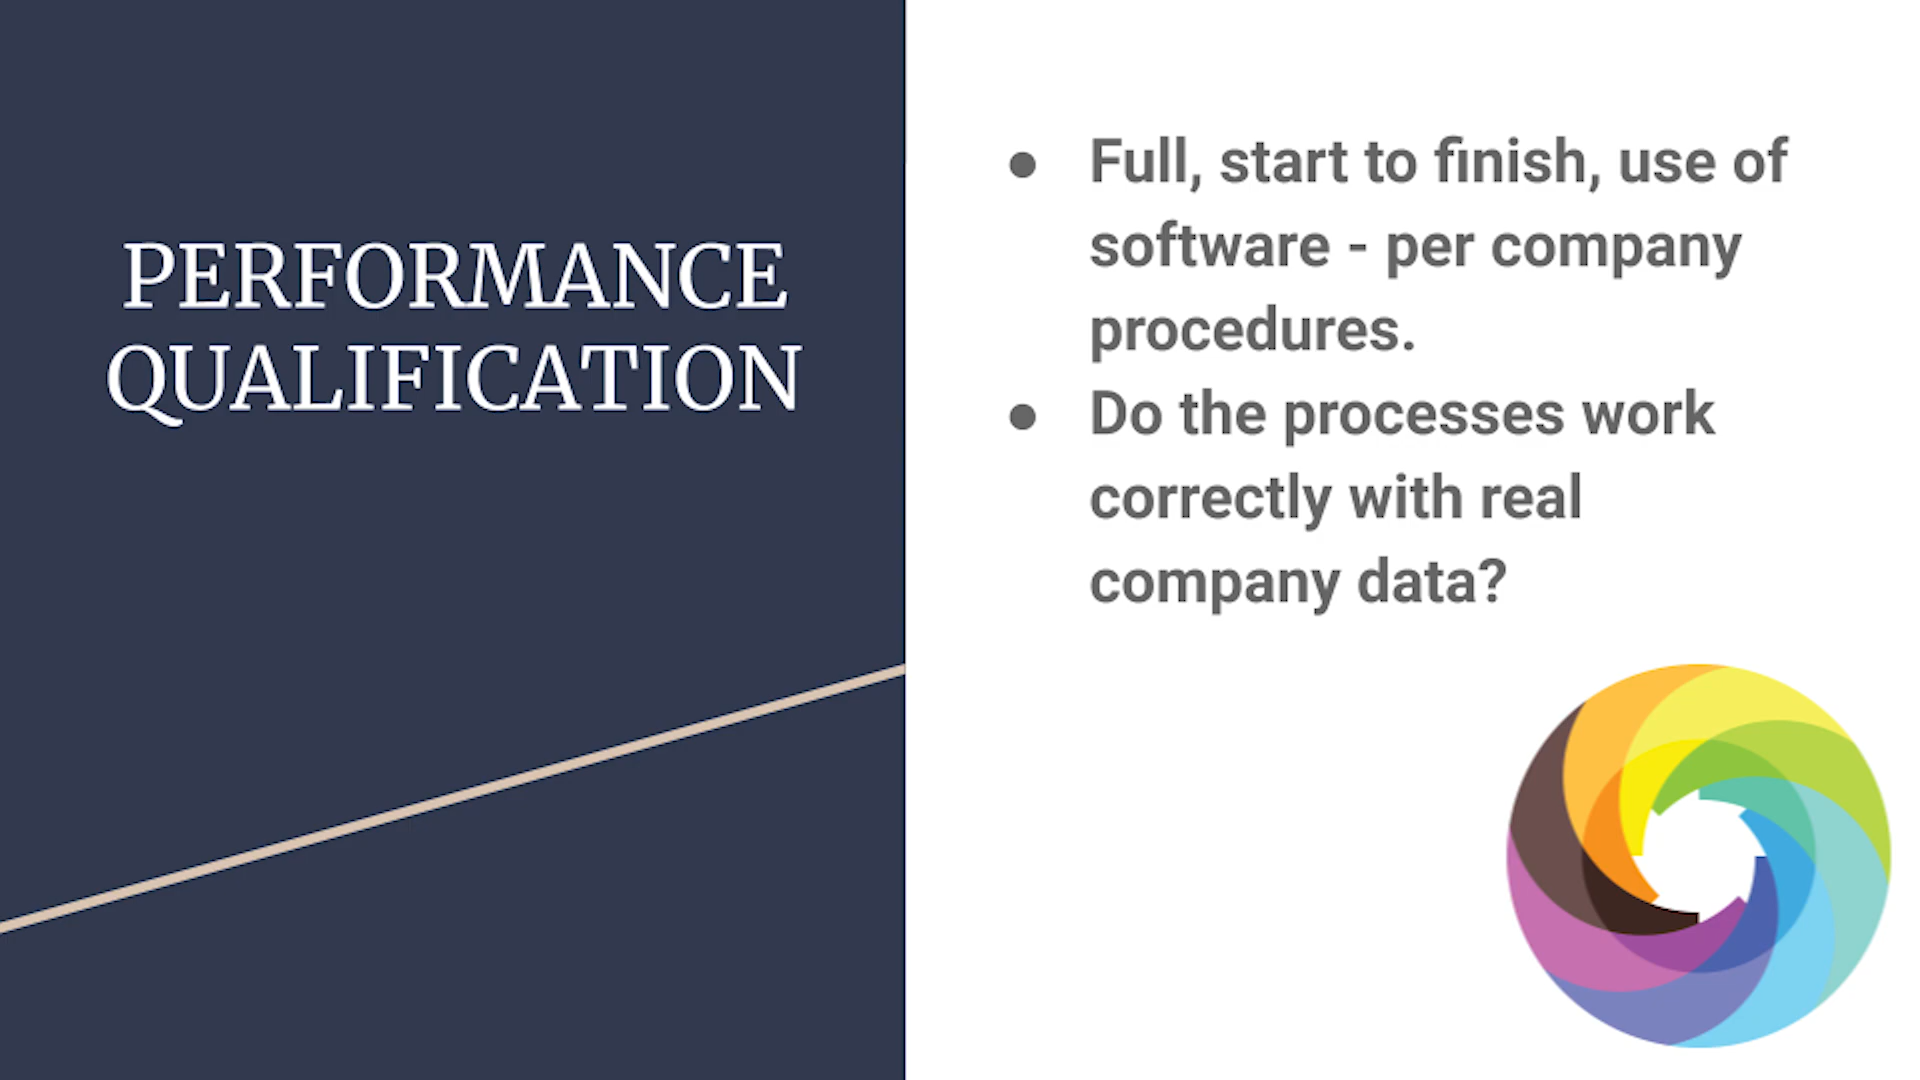 PERFORMANCE
QUALIFICATION
● Full, start to finish, use of
software - per company
procedures.
● Do the processes work
correctly with real
company data?